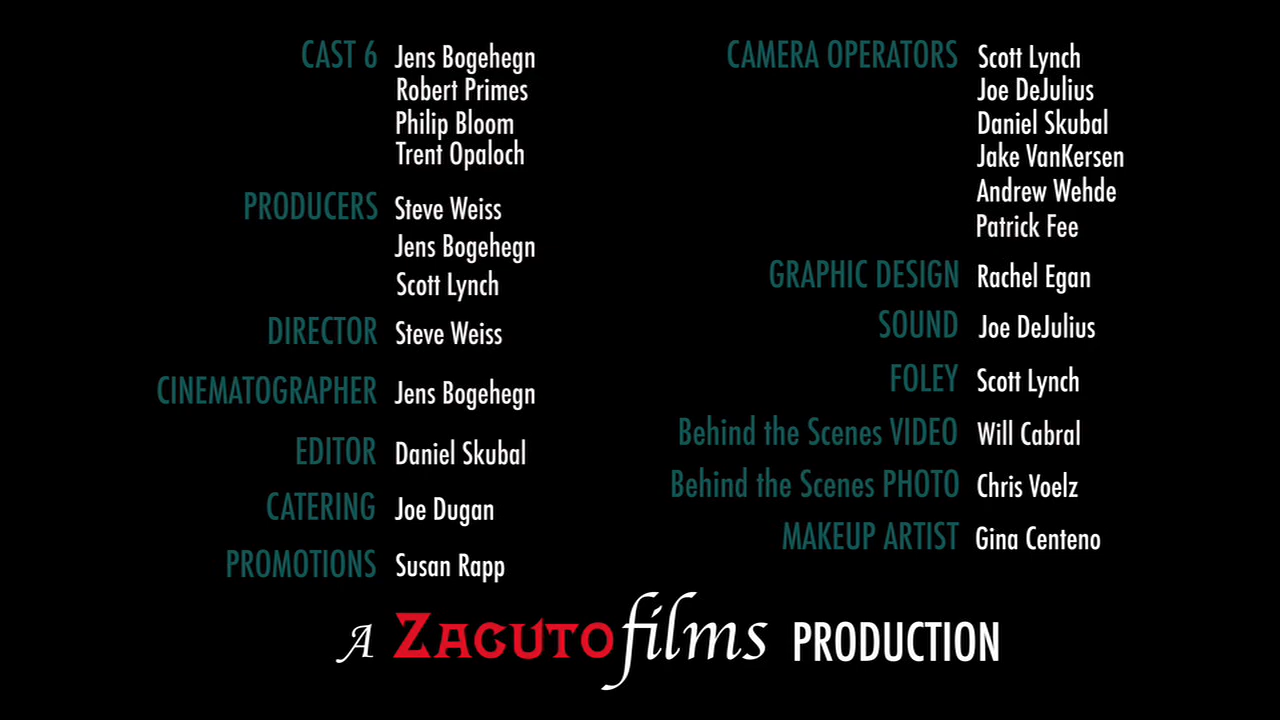 CAST 6 Jens Bogehegn
Robert Primes
Philip Bloom
Trent Opaloch
PRODUCERS Steve Weiss
Jens Bogehegn
Scott Lynch
DIRECTOR Steve Weiss
CINEMATOGRAPHER Jens Bogehegn
EDITOR Daniel Skubal
CATERING Joe Dugan
PROMOTIONS Susan Rapp
CAMERA OPERATORS Scott Lynch
Joe DeJulius
Daniel Skubal
Jake VanKersen
Andrew Wehde
Patrick Fee
GRAPHIC DESIGN Rachel Egan
SOUND Joe DeJulius
FOLEY Scott Lynch
Behind the Scenes VIDEO Will Cabral
Behind the Scenes PHOTO Chris Voelz
MAKEUP ARTIST Gina Centeno
A ZACUTO films PRODUCTION